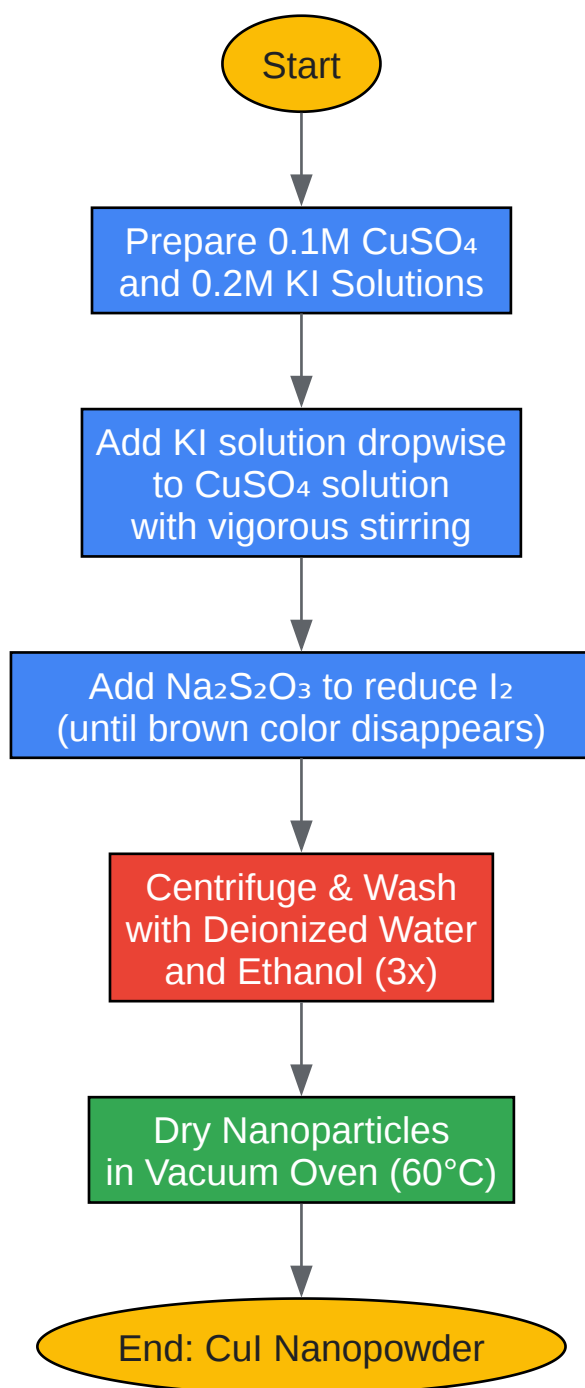 Start
Prepare 0.1M CuSO₄
and 0.2M KI Solutions
Add KI solution dropwise
to CuSO₄ solution
with vigorous stirring
Add Na₂S₂O₃ to reduce I₂
(until brown color disappears)
Centrifuge & Wash
with Deionized Water
and Ethanol (3x)
Dry Nanoparticles
in Vacuum Oven (60°C)
End: CuI Nanopowder